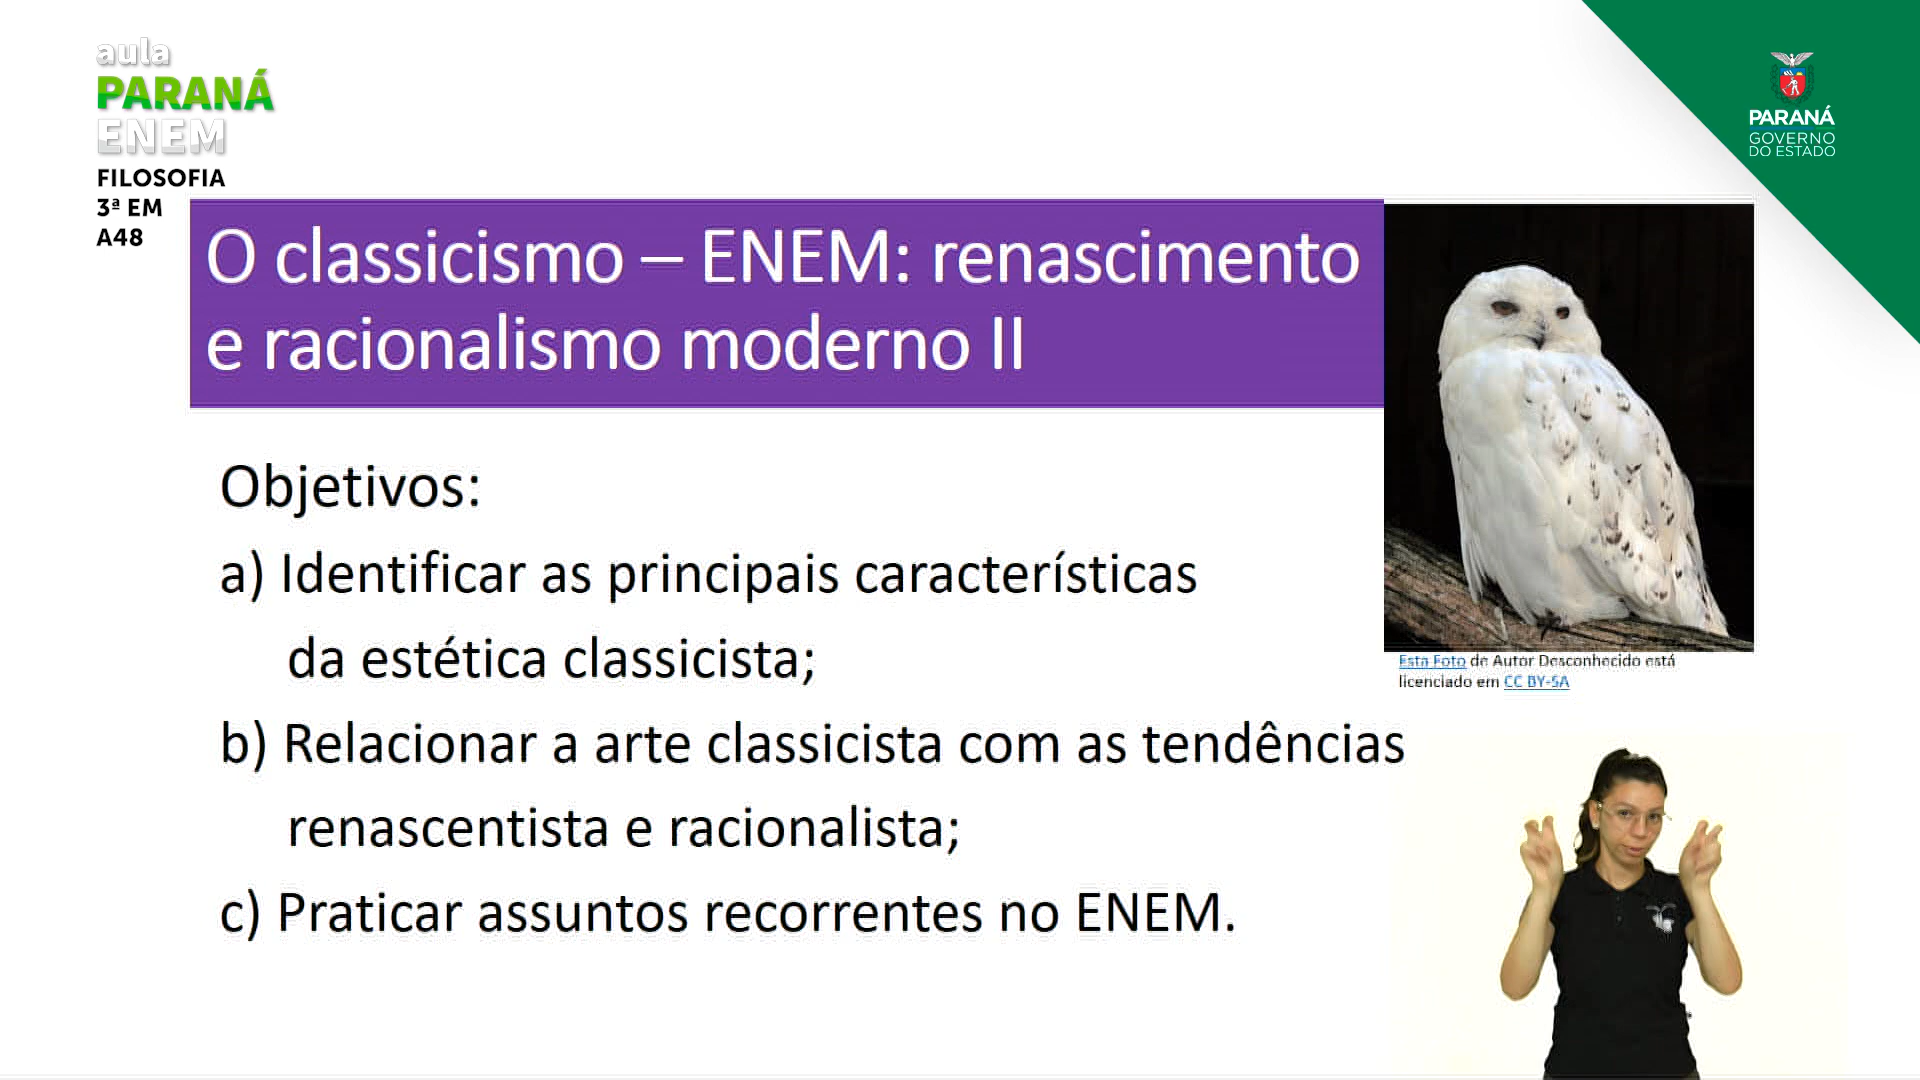 aula
PARANÁ
ENEM
FILOSOFIA
3ª EM
A48
PARANÁ
GOVERNO
DO ESTADO
O classicismo – ENEM: renascimento
e racionalismo moderno II
Objetivos:
a) Identificar as principais características
da estética classicista;
b) Relacionar a arte classicista com as tendências
renascentista e racionalista;
c) Praticar assuntos recorrentes no ENEM.
Esta Foto de Autor Desconhecido está
licenciado em CC BY-SA